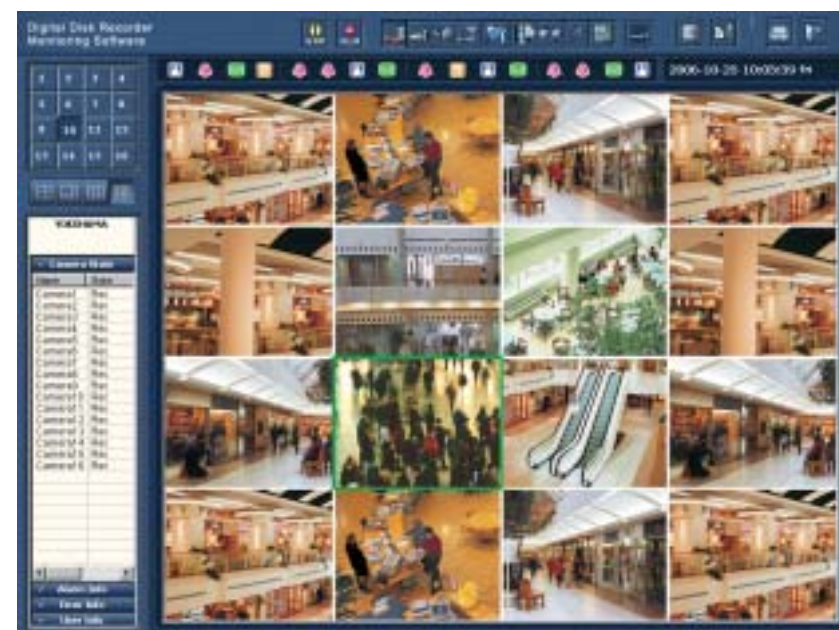 Digital Disk Recorder
Monitoring Software
2006-10-25 10:03:39
1 2 3 4
5 6 7 8
9 10 11 12
13 14 15 16
YOKOHAMA
Camera State
Name State
Camera1 Rec
Camera2 Rec
Camera3 Rec
Camera4 Rec
Camera5 Rec
Camera6 Rec
Camera7 Rec
Camera8 Rec
Camera9 Rec
Camera10 Rec
Camera11 Rec
Camera12 Rec
Camera13 Rec
Camera14 Rec
Camera15 Rec
Camera16 Rec
Alarm Info
Error Info
User Info